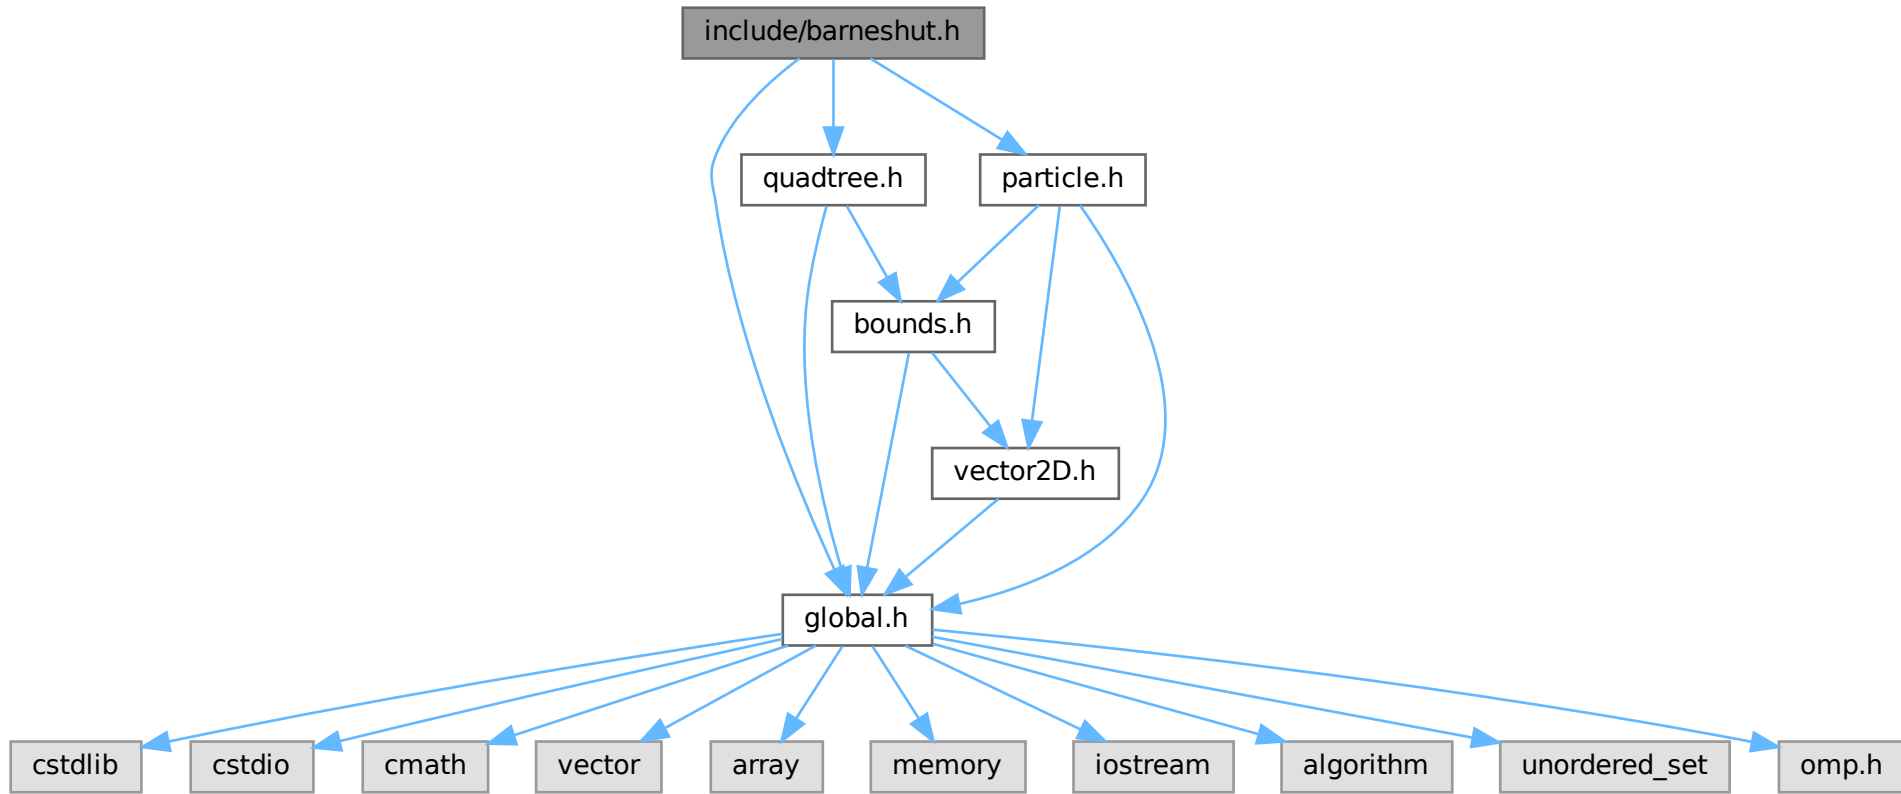 include/barneshut.h
quadtree.h
particle.h
bounds.h
vector2D.h
global.h
cstdlib
cstdio
cmath
vector
array
memory
iostream
algorithm
unordered_set
omp.h